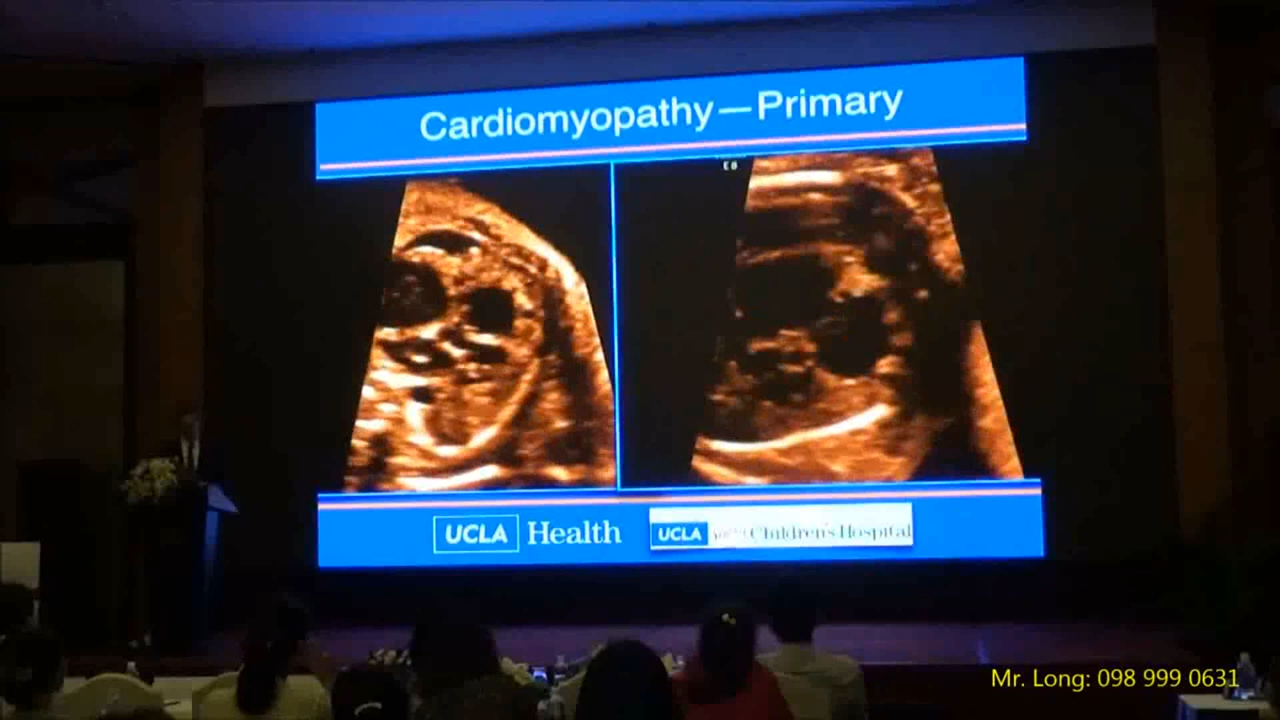 Cardiomyopathy—Primary
UCLA Health
UCLA Children's Hospital
Mr. Long: 098 999 0631